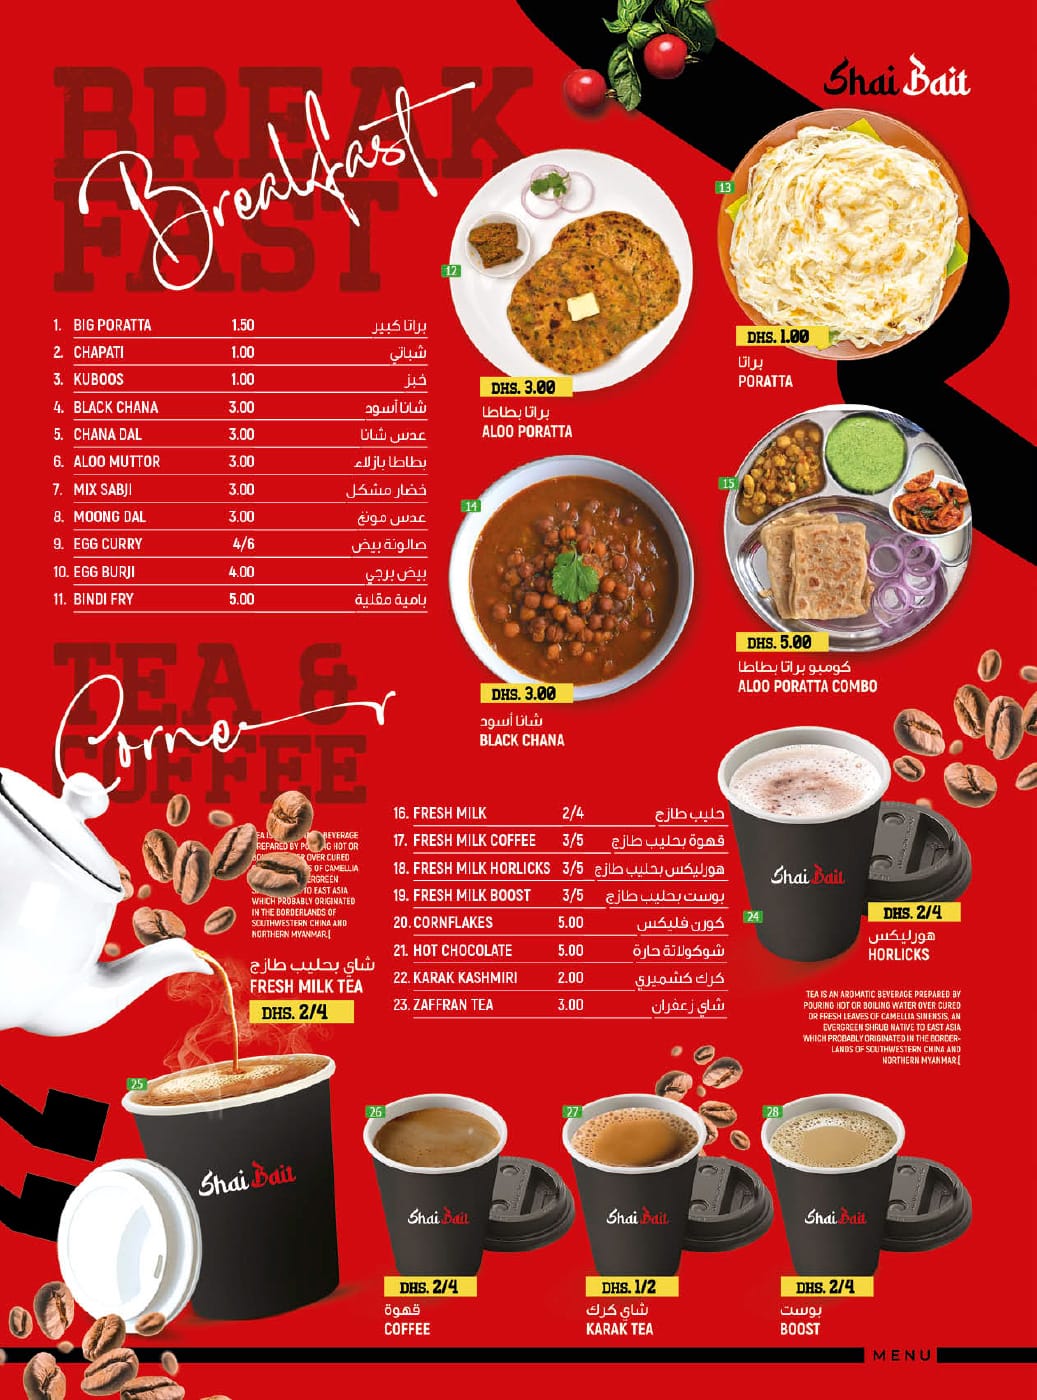 Shai Bait
BREAK
FAST
Breakfast
1. BIG PORATTA 1.50 براتا كبير
2. CHAPATI 1.00 شباتي
3. KUBOOS 1.00 خبز
4. BLACK CHANA 3.00 شانا أسود
5. CHANA DAL 3.00 عدس شانا
6. ALOO MUTTOR 3.00 بطاطا بازلاء
7. MIX SABJI 3.00 خضار مشكل
8. MOONG DAL 3.00 عدس مونغ
9. EGG CURRY 4/6 صالونة بيض
10. EGG BURJI 4.00 بيض برجي
11. BINDI FRY 5.00 بامية مقلية
12
DHS. 3.00
براتا بطاطا
ALOO PORATTA
13
DHS. 1.00
براتا
PORATTA
14
DHS. 3.00
شانا أسود
BLACK CHANA
15
DHS. 5.00
كومبو براتا بطاطا
ALOO PORATTA COMBO
TEA &
COFFEE
Corner
BEVERAGE
PREPARED BY HOT OR
OVER CURED
OF CAMELLIA
TO EAST ASIA
WHICH PROBABLY ORIGINATED
IN THE BORDERLANDS OF
SOUTHWESTERN CHINA AND
NORTHERN MYANMAR.[
شاي بحليب طازج
FRESH MILK TEA
DHS. 2/4
16. FRESH MILK 2/4 حليب طازج
17. FRESH MILK COFFEE 3/5 قهوة بحليب طازج
18. FRESH MILK HORLICKS 3/5 هورليكس بحليب طازج
19. FRESH MILK BOOST 3/5 بوست بحليب طازج
20. CORNFLAKES 5.00 كورن فليكس
21. HOT CHOCOLATE 5.00 شوكولاتة حارة
22. KARAK KASHMIRI 2.00 كرك كشميري
23. ZAFFRAN TEA 3.00 شاي زعفران
Shai Bait
24
DHS. 2/4
هورليكس
HORLICKS
TEA IS AN AROMATIC BEVERAGE PREPARED BY
POURING HOT OR BOILING WATER OVER CURED
OR FRESH LEAVES OF CAMELLIA SINENSIS, AN
EVERGREEN SHRUB NATIVE TO EAST ASIA
WHICH PROBABLY ORIGINATED IN THE BORDER-
LANDS OF SOUTHWESTERN CHINA AND
NORTHERN MYANMAR.[
25
Shai Bait
26
Shai Bait
DHS. 2/4
قهوة
COFFEE
27
Shai Bait
DHS. 1/2
شاي كرك
KARAK TEA
28
Shai Bait
DHS. 2/4
بوست
BOOST
MENU